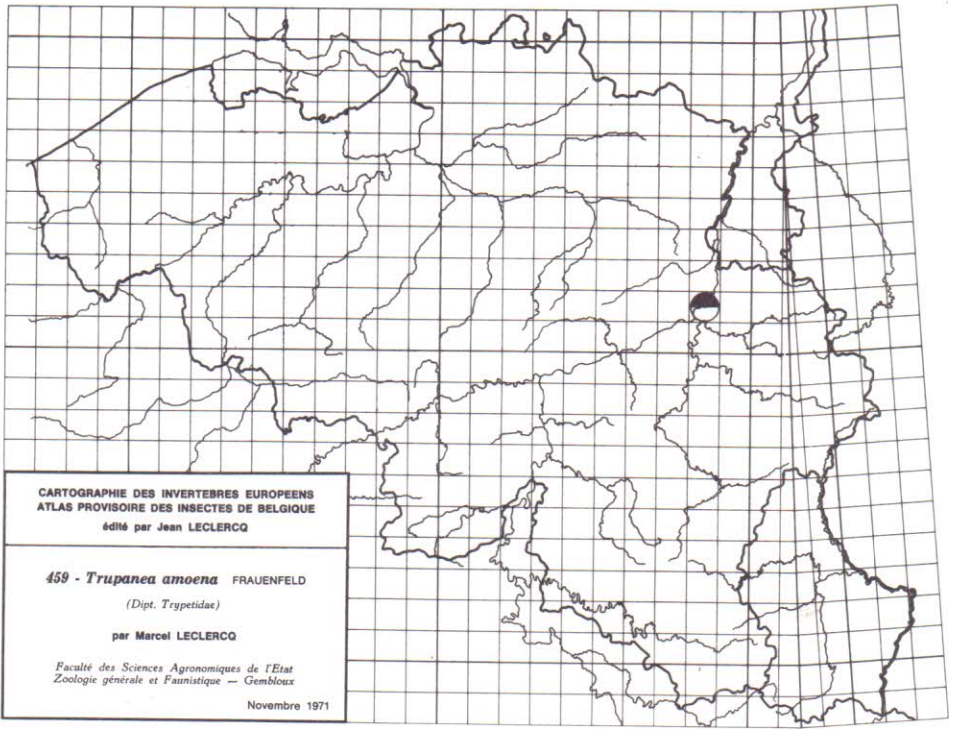 CARTOGRAPHIE DES INVERTEBRES EUROPEENS
ATLAS PROVISOIRE DES INSECTES DE BELGIQUE
édité par Jean LECLERCQ
459 - Trupanea amoena FRAUENFELD
(Dipt. Trypetidae)
par Marcel LECLERCQ
Faculté des Sciences Agronomiques de l'Etat
Zoologie générale et Faunistique — Gembloux
Novembre 1971